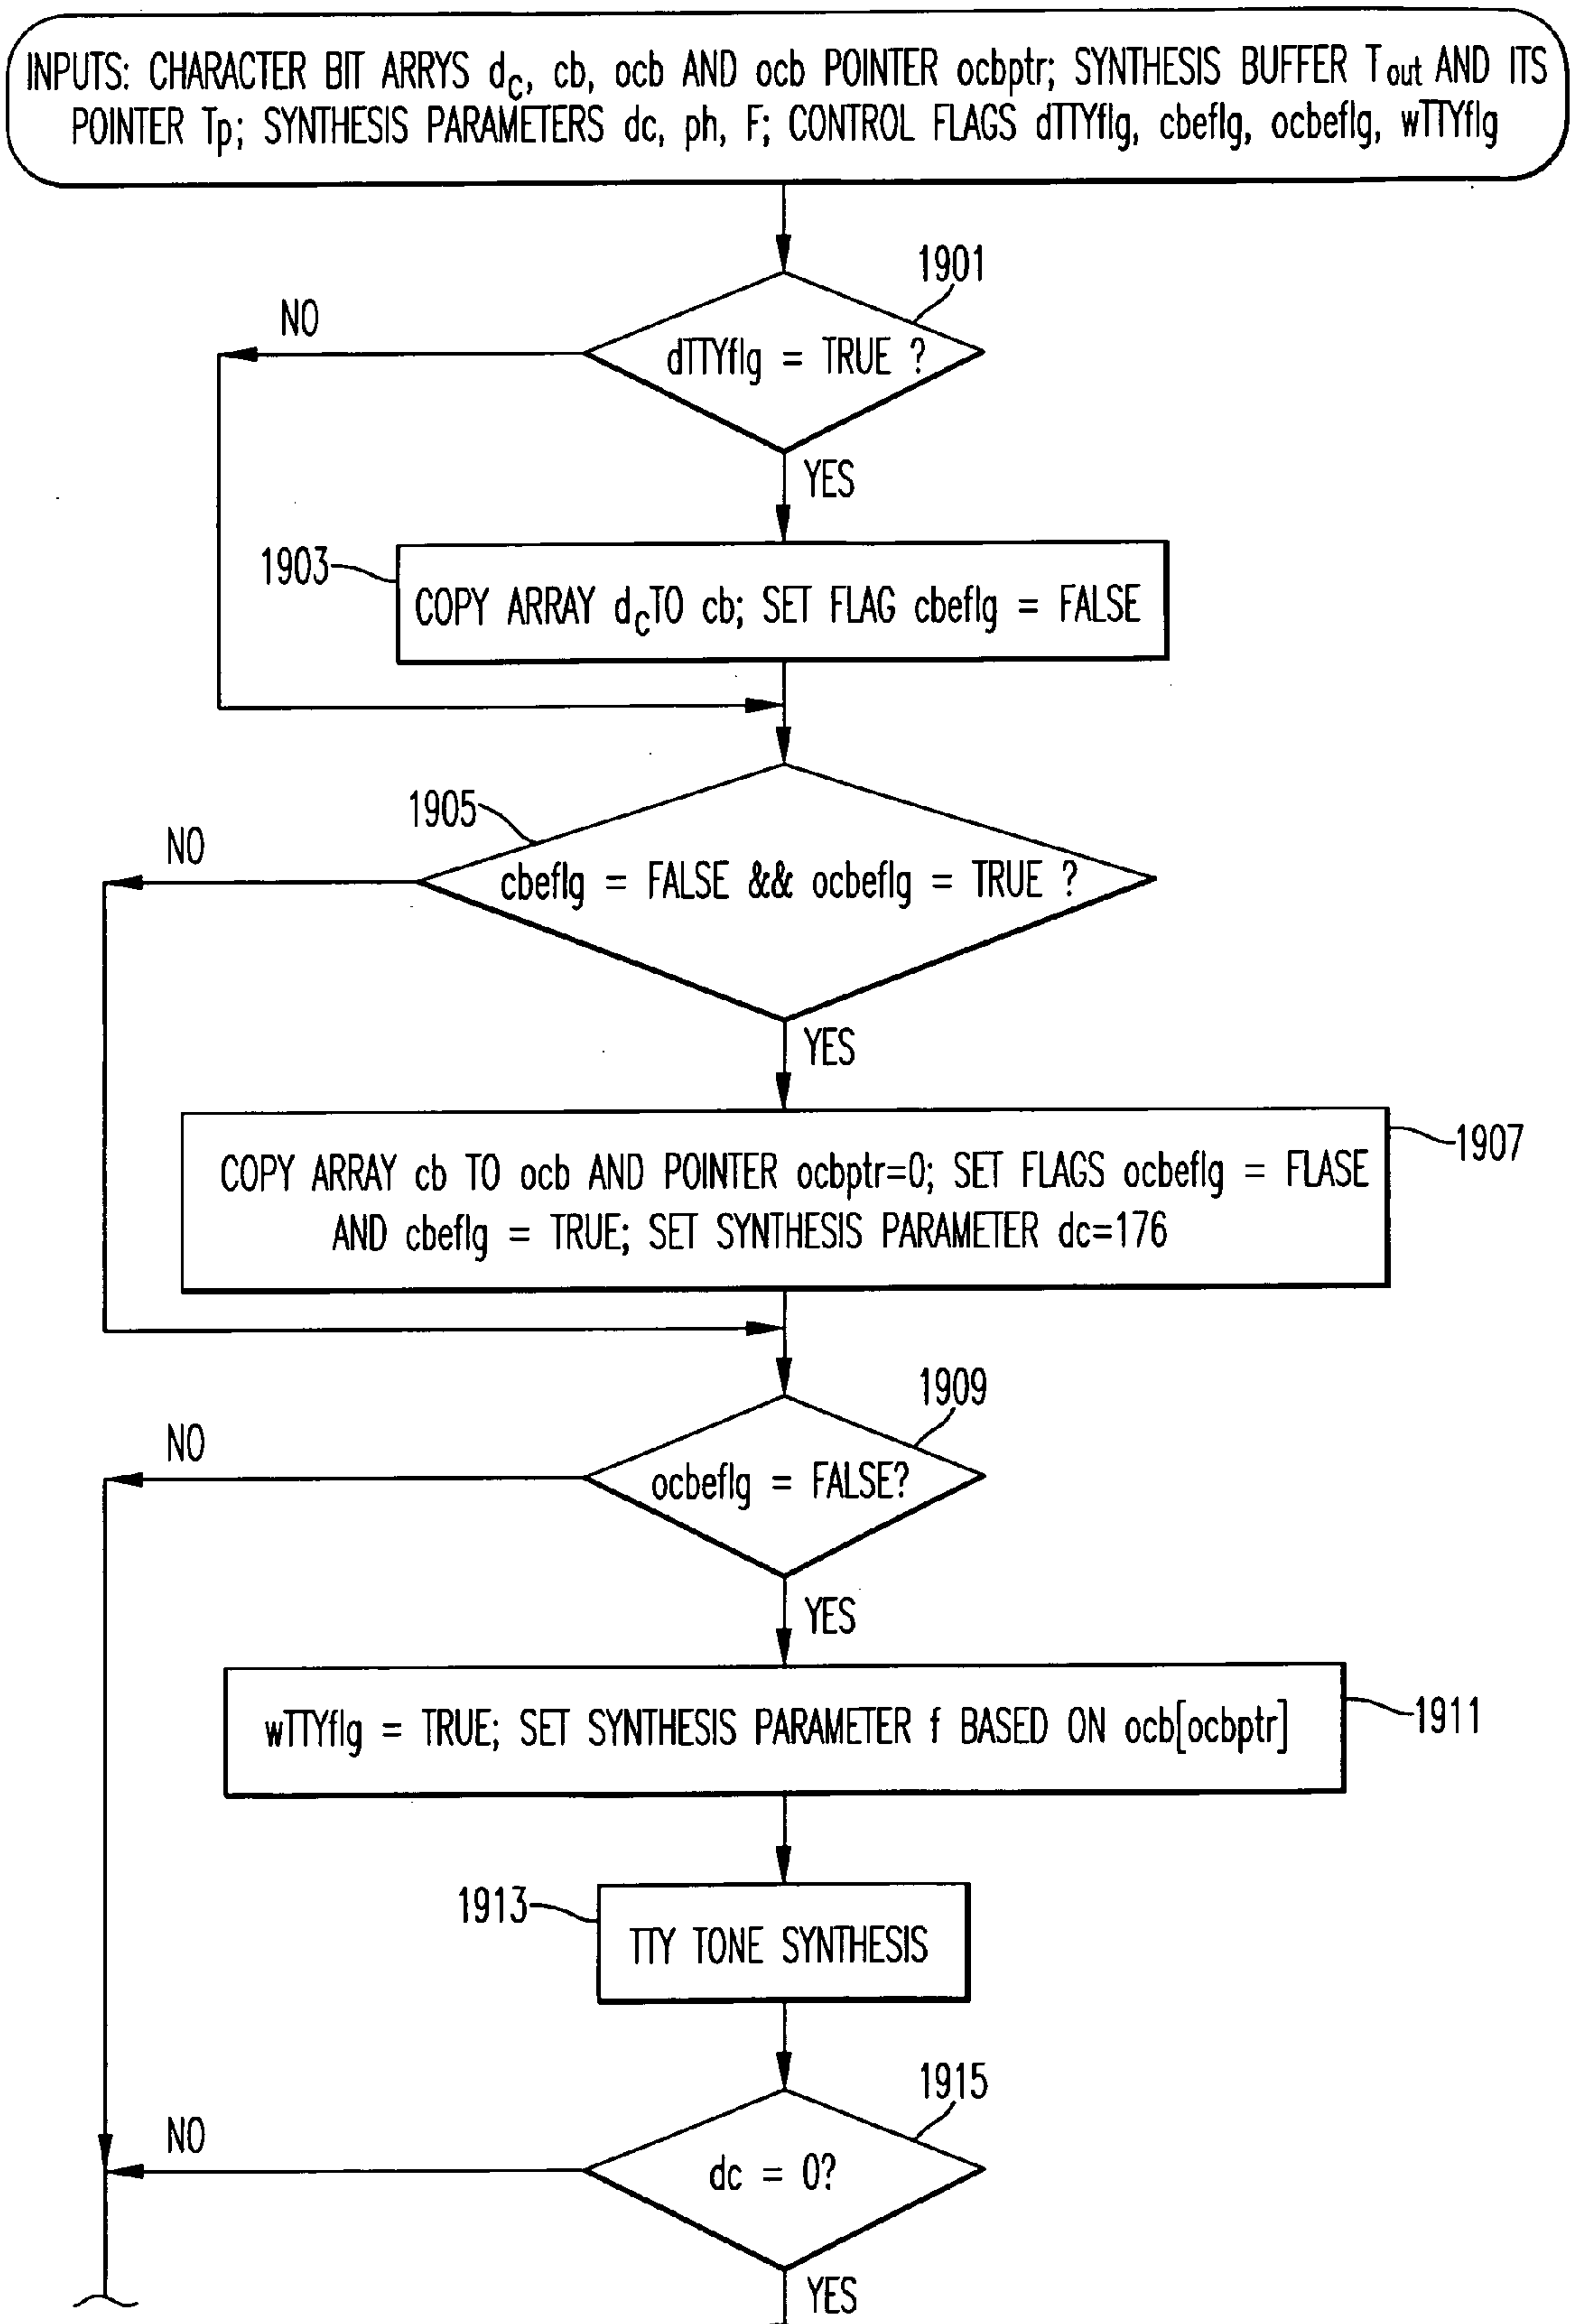 INPUTS: CHARACTER BIT ARRYS dc, cb, ocb AND ocb POINTER ocbptr; SYNTHESIS BUFFER Tout AND ITS
POINTER Tp; SYNTHESIS PARAMETERS dc, ph, F; CONTROL FLAGS dTTYflg, cbeflg, ocbeflg, wTTYflg
1901
NO
dTTYflg = TRUE ?
YES
1903
COPY ARRAY dc TO cb; SET FLAG cbeflg = FALSE
1905
NO
cbeflg = FALSE && ocbeflg = TRUE ?
YES
1907
COPY ARRAY cb TO ocb AND POINTER ocbptr=0; SET FLAGS ocbeflg = FLASE
AND cbeflg = TRUE; SET SYNTHESIS PARAMETER dc=176
1909
NO
ocbeflg = FALSE?
YES
1911
wTTYflg = TRUE; SET SYNTHESIS PARAMETER f BASED ON ocb[ocbptr]
1913
TTY TONE SYNTHESIS
1915
NO
dc = 0?
YES